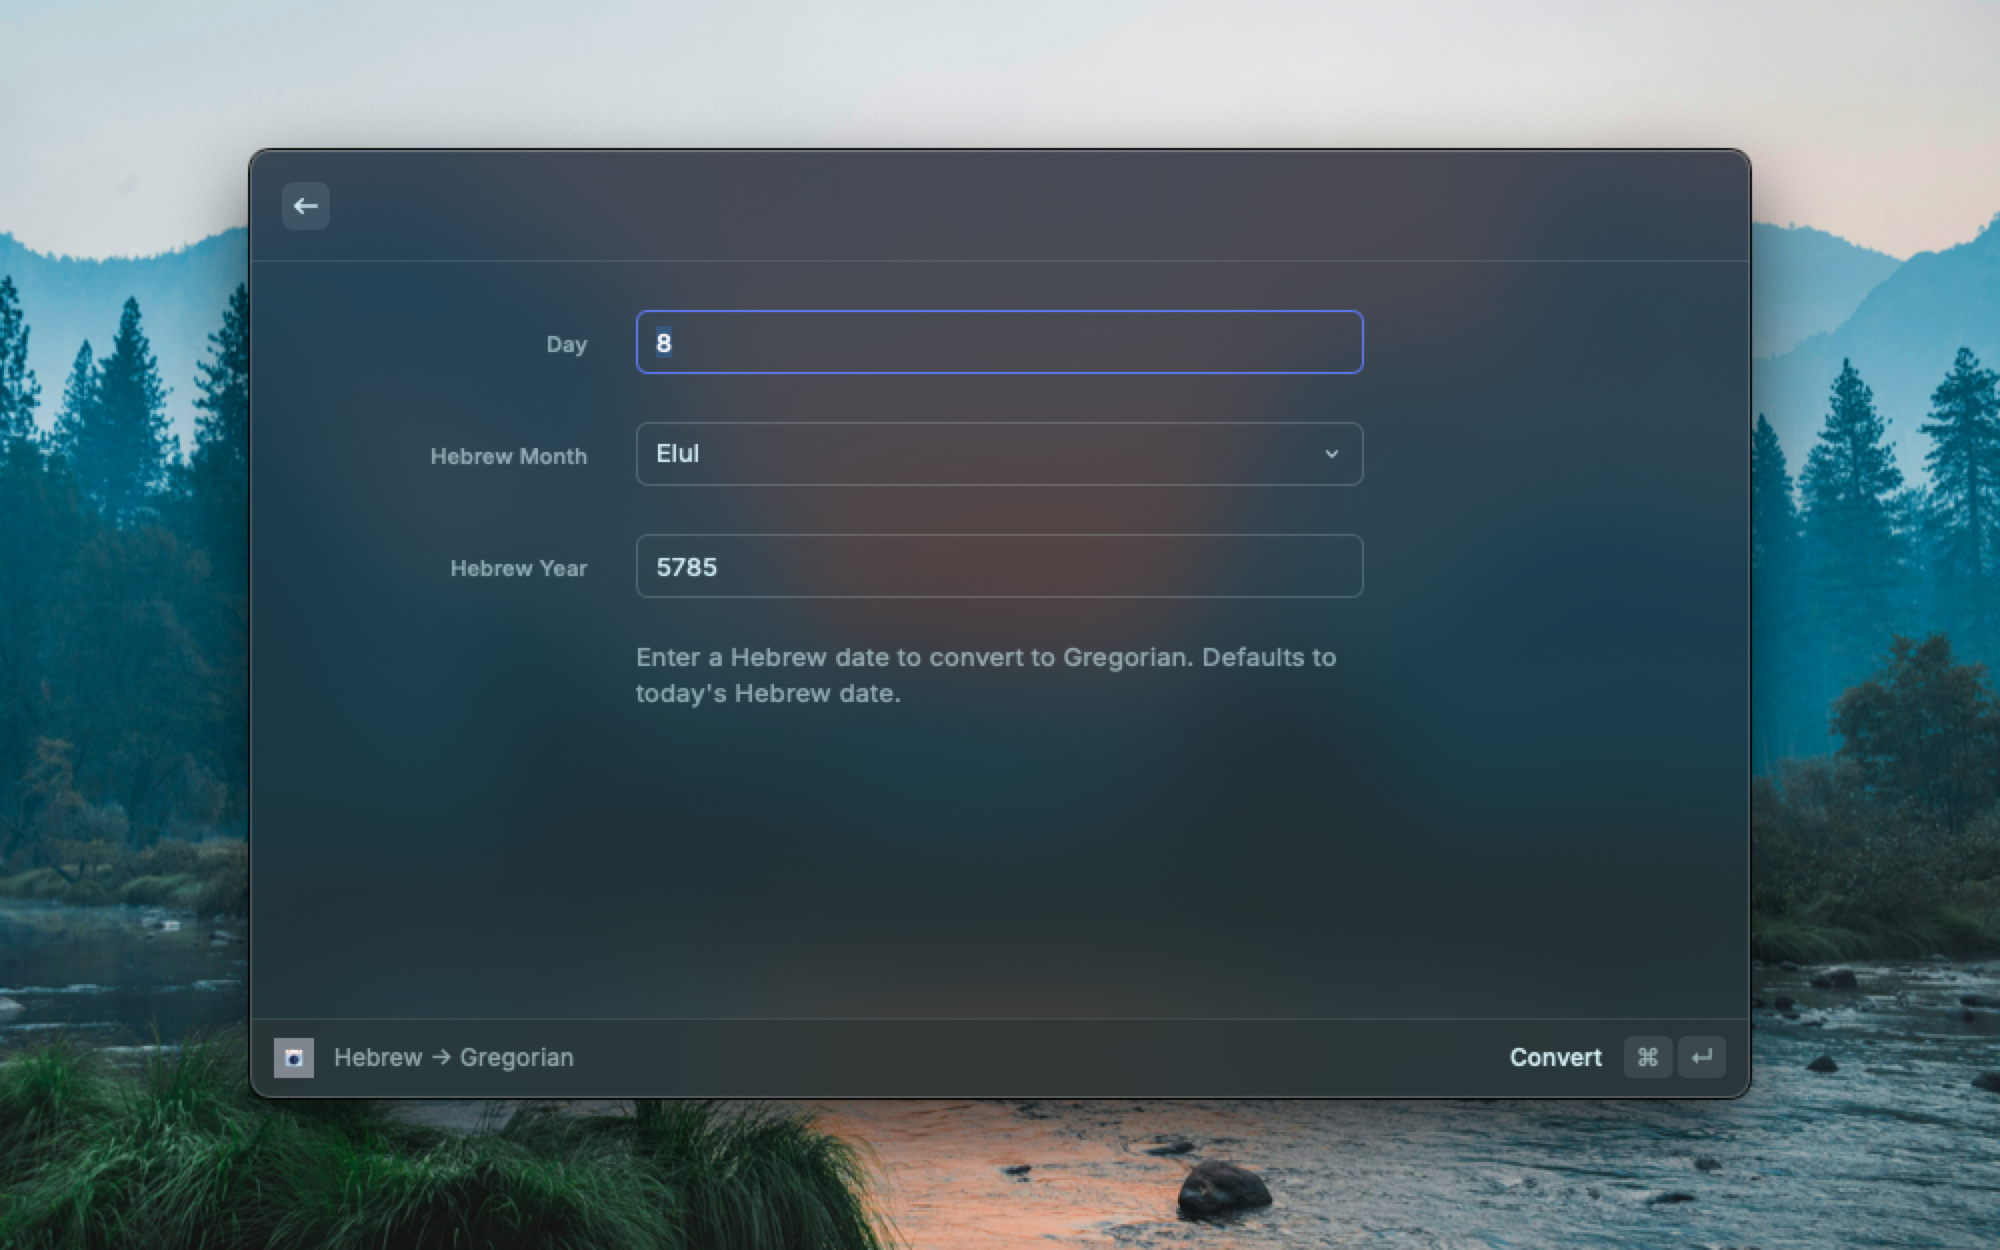 Day
8
Hebrew Month
Elul
Hebrew Year
5785
Enter a Hebrew date to convert to Gregorian. Defaults to
today's Hebrew date.
Hebrew → Gregorian
Convert ⌘ ↵